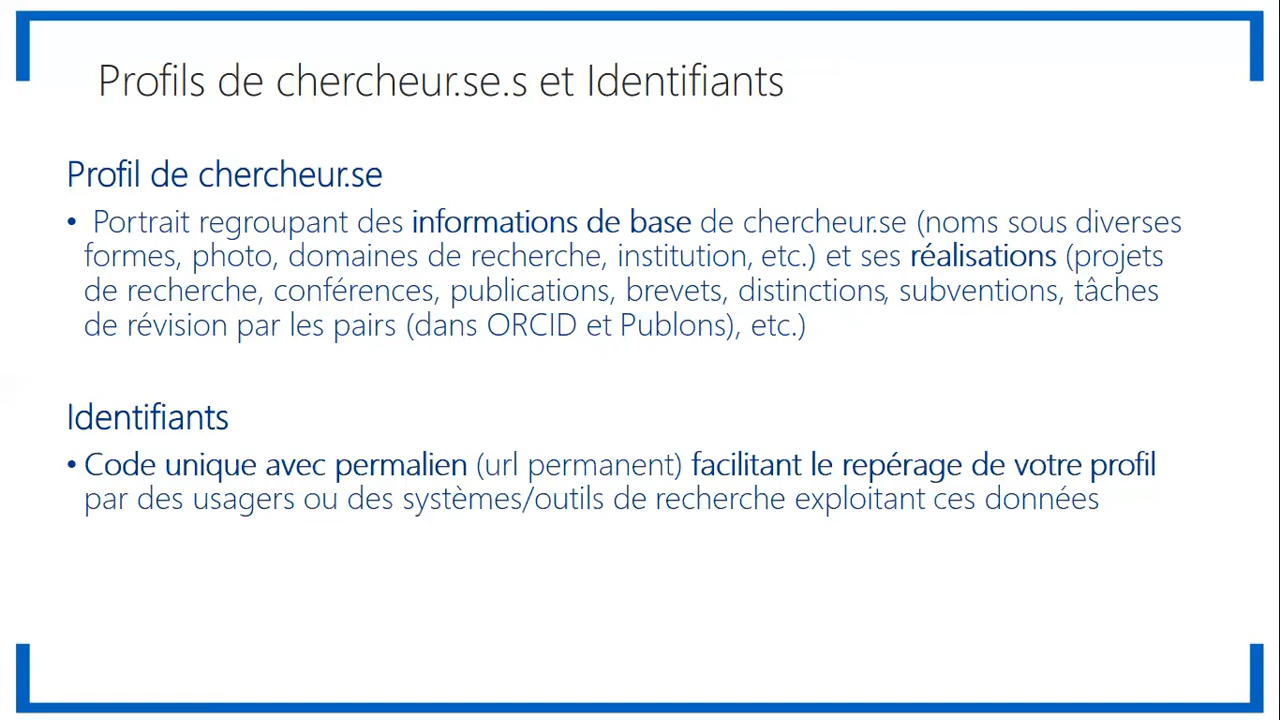 Profils de chercheur.se.s et Identifiants
Profil de chercheur.se
• Portrait regroupant des informations de base de chercheur.se (noms sous diverses
formes, photo, domaines de recherche, institution, etc.) et ses réalisations (projets
de recherche, conférences, publications, brevets, distinctions, subventions, tâches
de révision par les pairs (dans ORCID et Publons), etc.)
Identifiants
• Code unique avec permalien (url permanent) facilitant le repérage de votre profil
par des usagers ou des systèmes/outils de recherche exploitant ces données